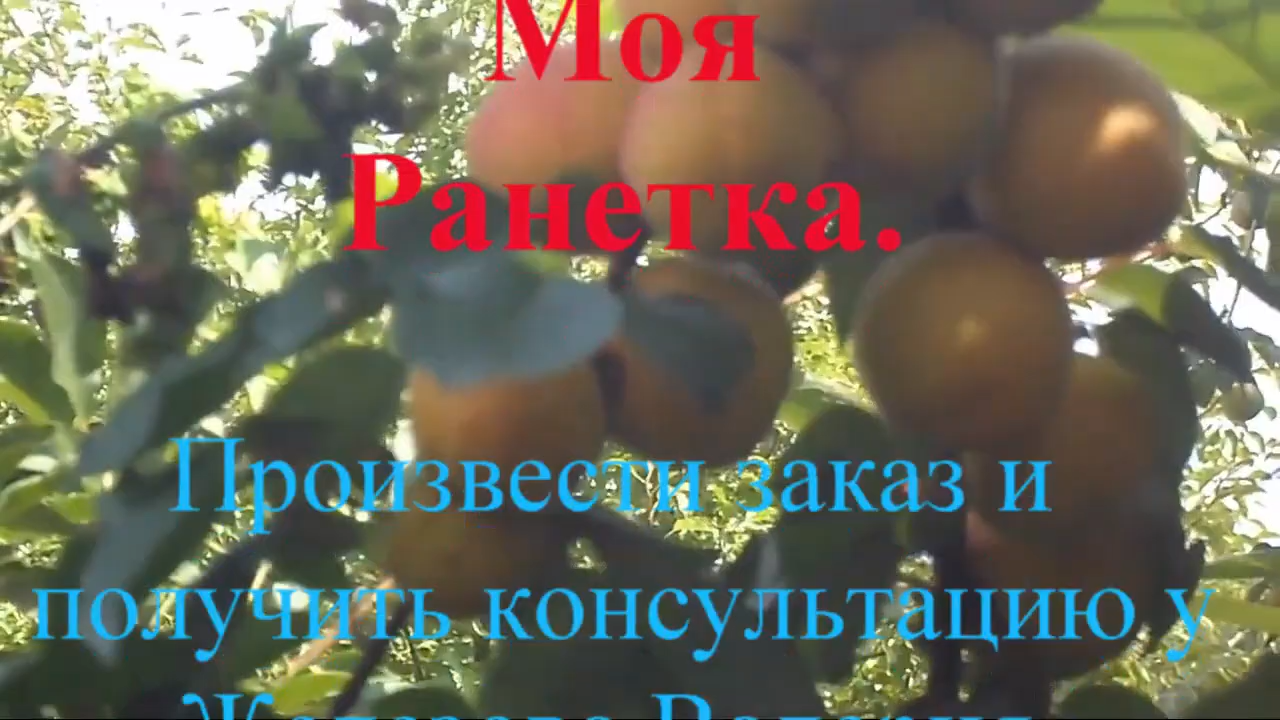 Моя
Ранетка.
Произвести заказ и
получить консультацию у